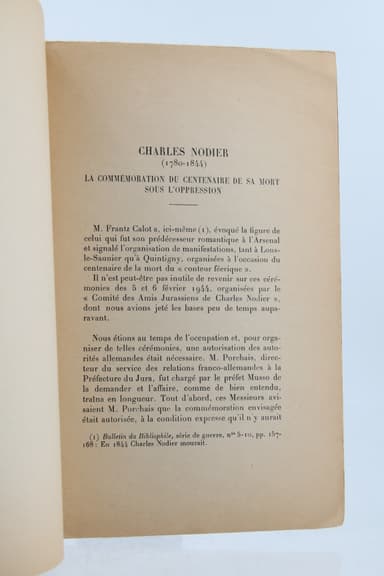 CHARLES NODIER
(1780-1844)
LA COMMÉMORATION DU CENTENAIRE DE SA MORT
SOUS L'OPPRESSION
M. Frantz Calot a, ici-même (1), évoqué la figure de
celui qui fut son prédécesseur romantique à l'Arsenal
et signalé l'organisation de manifestations, tant à Lons-
le-Saunier qu'à Quintigny, organisées à l'occasion du
centenaire de la mort du « conteur féerique ».
Il n'est peut-être pas inutile de revenir sur ces céré-
monies des 5 et 6 février 1944, organisées par le
« Comité des Amis Jurassiens de Charles Nodier »,
dont nous avions jeté les bases peu de temps aupa-
ravant.
Nous étions au temps de l'occupation et, pour orga-
niser de telles cérémonies, une autorisation des auto-
rités allemandes était nécessaire. M. Porchais, direc-
teur du service des relations franco-allemandes à la
Préfecture du Jura, fut chargé par le préfet Musso de
la demander et l'affaire, comme de bien entendu,
traîna en longueur. Tout d'abord, ces Messieurs avi-
saient M. Porchais que la commémoration envisagée
était autorisée, à la condition expresse qu'il n'y aurait
(1) Bulletin du Bibliophile, série de guerre, nos 5-10, pp. 157-
168 : En 1844 Charles Nodier mourait.